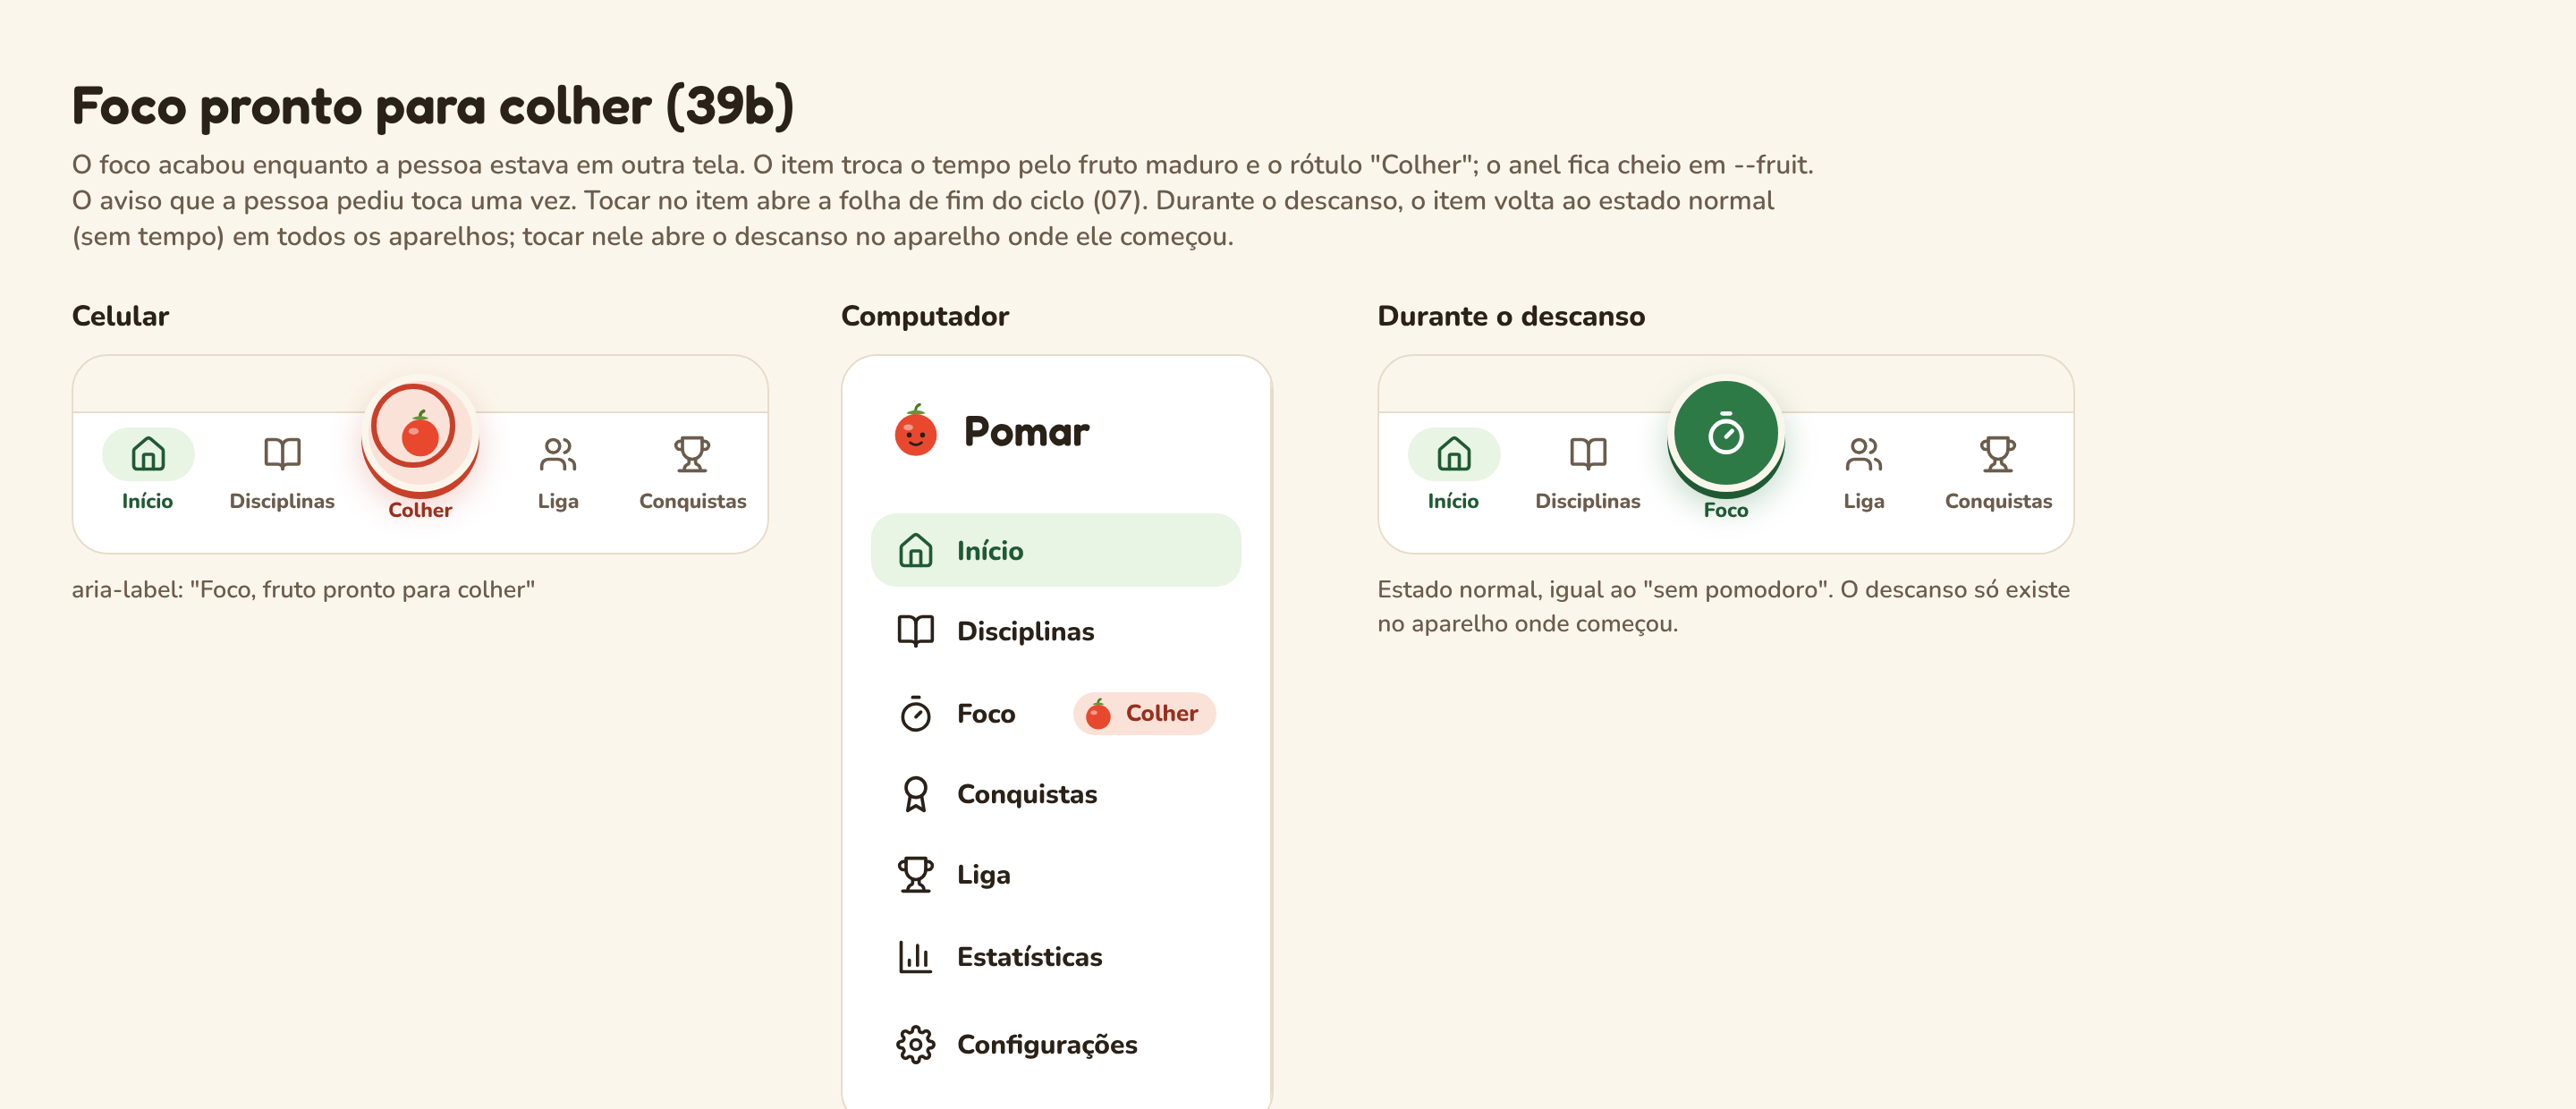 Foco pronto para colher (39b)
O foco acabou enquanto a pessoa estava em outra tela. O item troca o tempo pelo fruto maduro e o rótulo "Colher"; o anel fica cheio em --fruit.
O aviso que a pessoa pediu toca uma vez. Tocar no item abre a folha de fim do ciclo (07). Durante o descanso, o item volta ao estado normal
(sem tempo) em todos os aparelhos; tocar nele abre o descanso no aparelho onde ele começou.
Celular
Início
Disciplinas
Colher
Liga
Conquistas
aria-label: "Foco, fruto pronto para colher"
Computador
Pomar
Início
Disciplinas
Foco
Colher
Conquistas
Liga
Estatísticas
Configurações
Durante o descanso
Início
Disciplinas
Foco
Liga
Conquistas
Estado normal, igual ao "sem pomodoro". O descanso só existe
no aparelho onde começou.